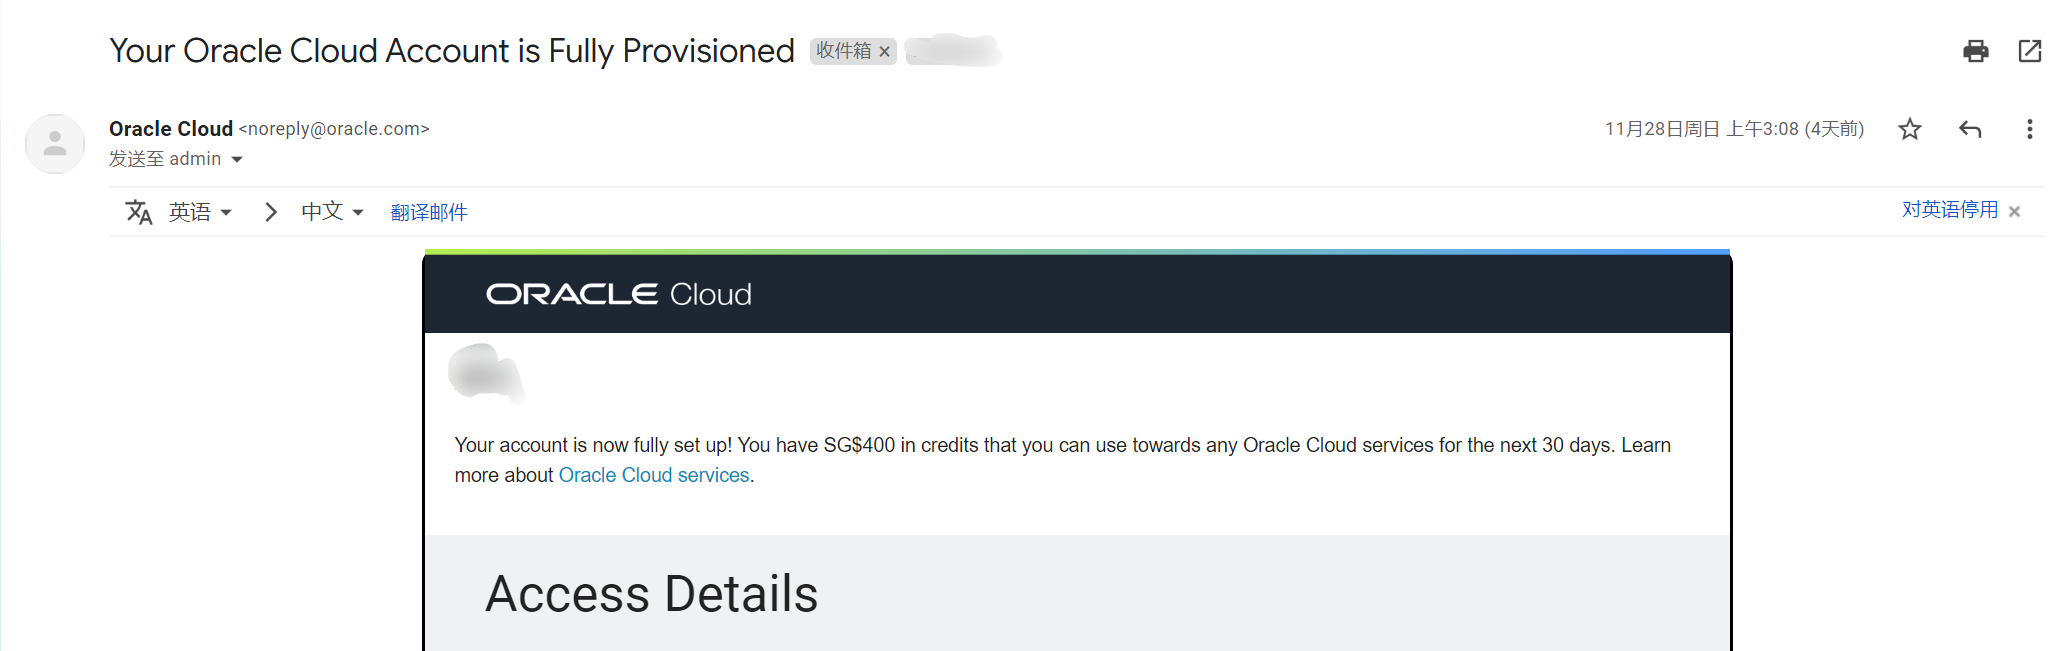 Your Oracle Cloud Account is Fully Provisioned 收件箱 ×
Oracle Cloud <noreply@oracle.com>
11月28日周日 上午3:08 (4天前)
发送至 admin
英语 中文 翻译邮件
对英语停用 ×
ORACLE Cloud
Your account is now fully set up! You have SG$400 in credits that you can use towards any Oracle Cloud services for the next 30 days. Learn
more about Oracle Cloud services.
Access Details